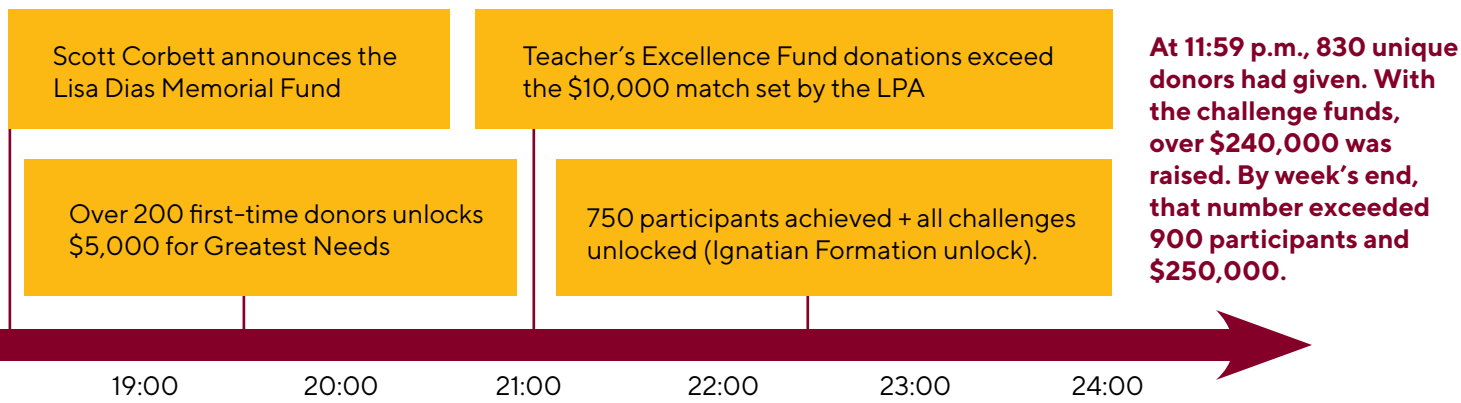 Scott Corbett announces the
Lisa Dias Memorial Fund
Teacher’s Excellence Fund donations exceed
the $10,000 match set by the LPA
Over 200 first-time donors unlocks
$5,000 for Greatest Needs
750 participants achieved + all challenges
unlocked (Ignatian Formation unlock).
At 11:59 p.m., 830 unique
donors had given. With
the challenge funds,
over $240,000 was
raised. By week’s end,
that number exceeded
900 participants and
$250,000.
19:00
20:00
21:00
22:00
23:00
24:00